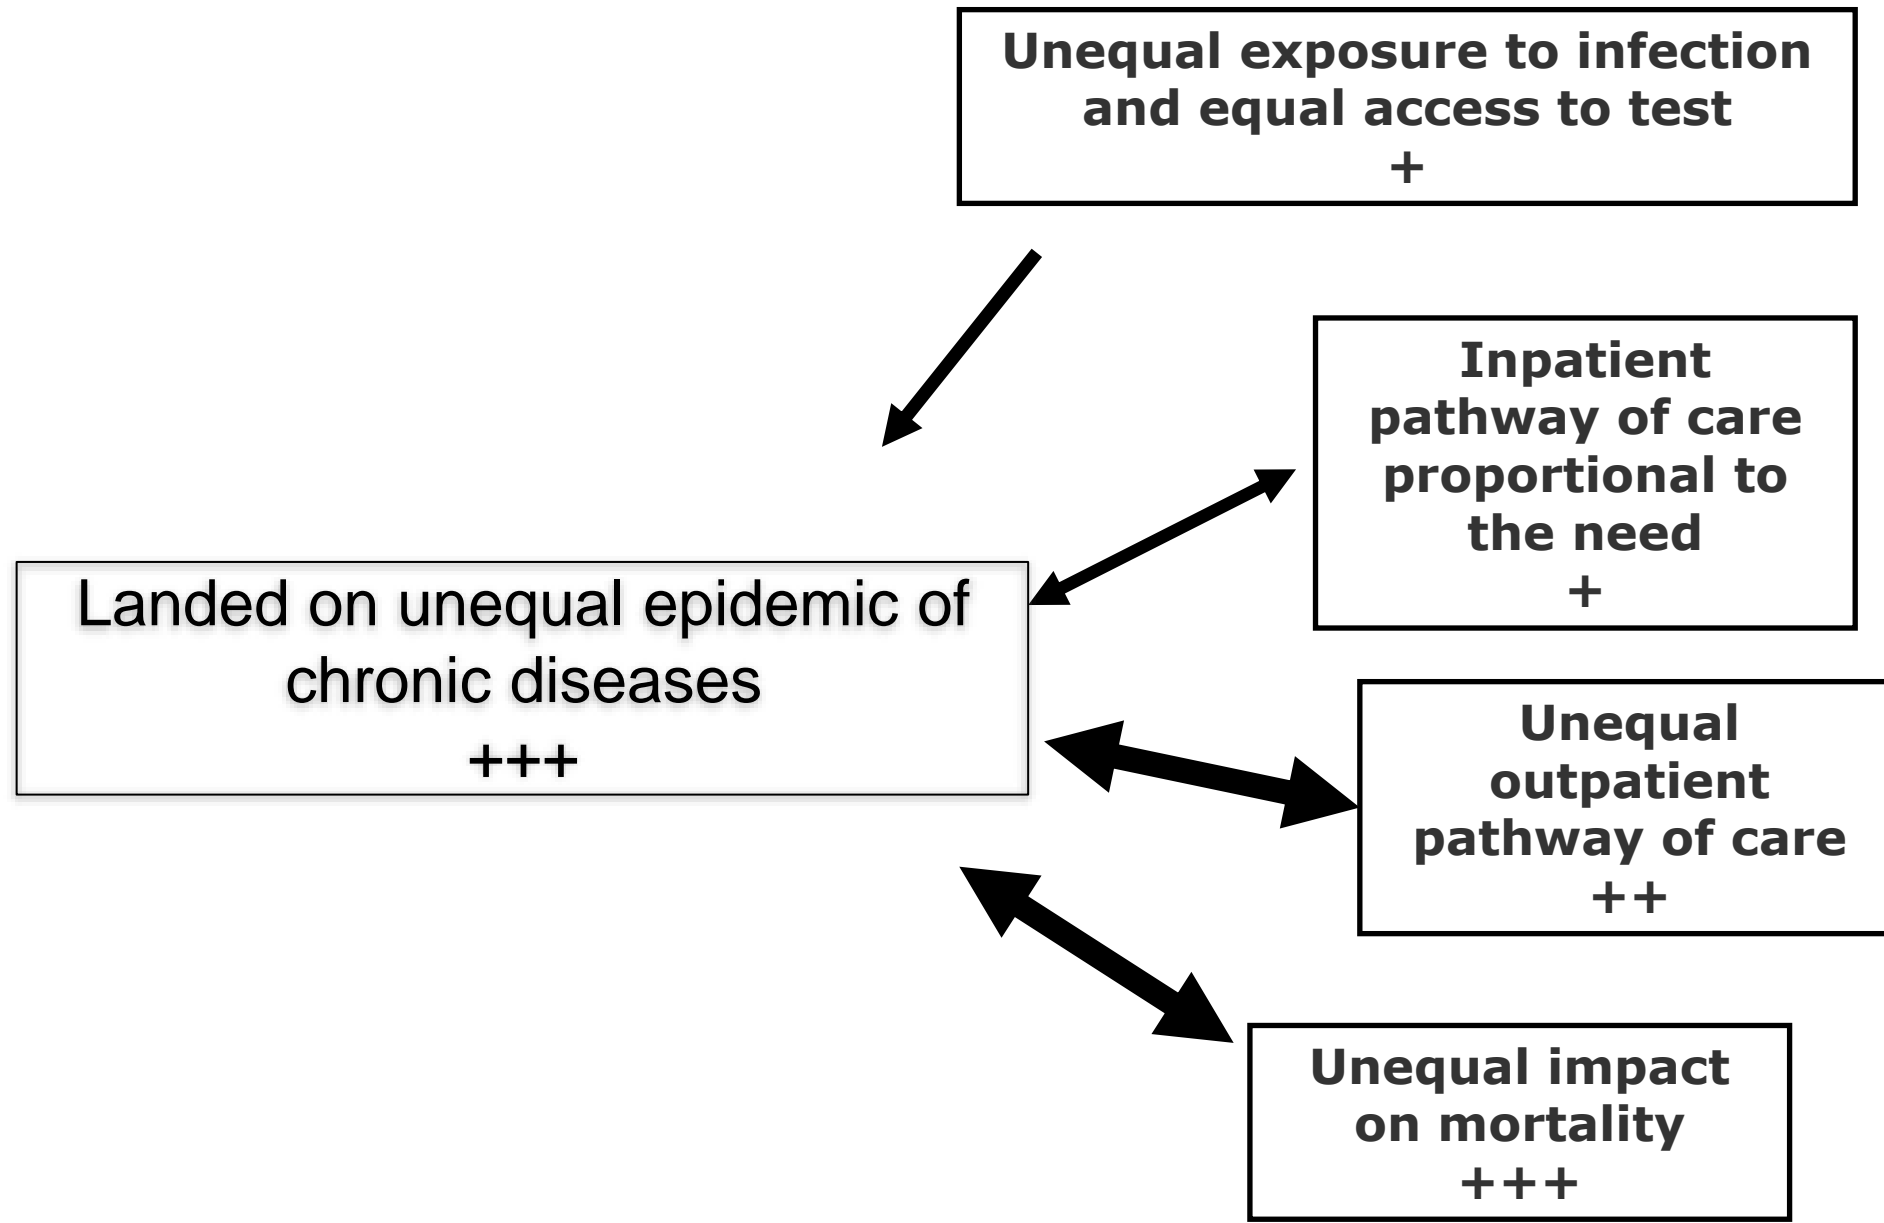 Unequal exposure to infection
and equal access to test
+
Inpatient
pathway of care
proportional to
the need
+
Landed on unequal epidemic of
chronic diseases
+++
Unequal
outpatient
pathway of care
++
Unequal impact
on mortality
+++